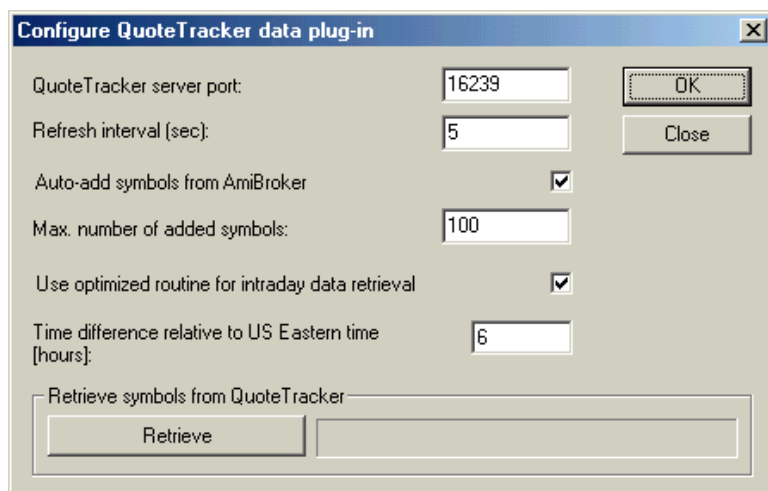 Configure QuoteTracker data plug-in
QuoteTracker server port: 16239 OK
Refresh interval (sec): 5 Close
Auto-add symbols from AmiBroker
Max. number of added symbols: 100
Use optimized routine for intraday data retrieval
Time difference relative to US Eastern time 6
[hours]:
Retrieve symbols from QuoteTracker
Retrieve